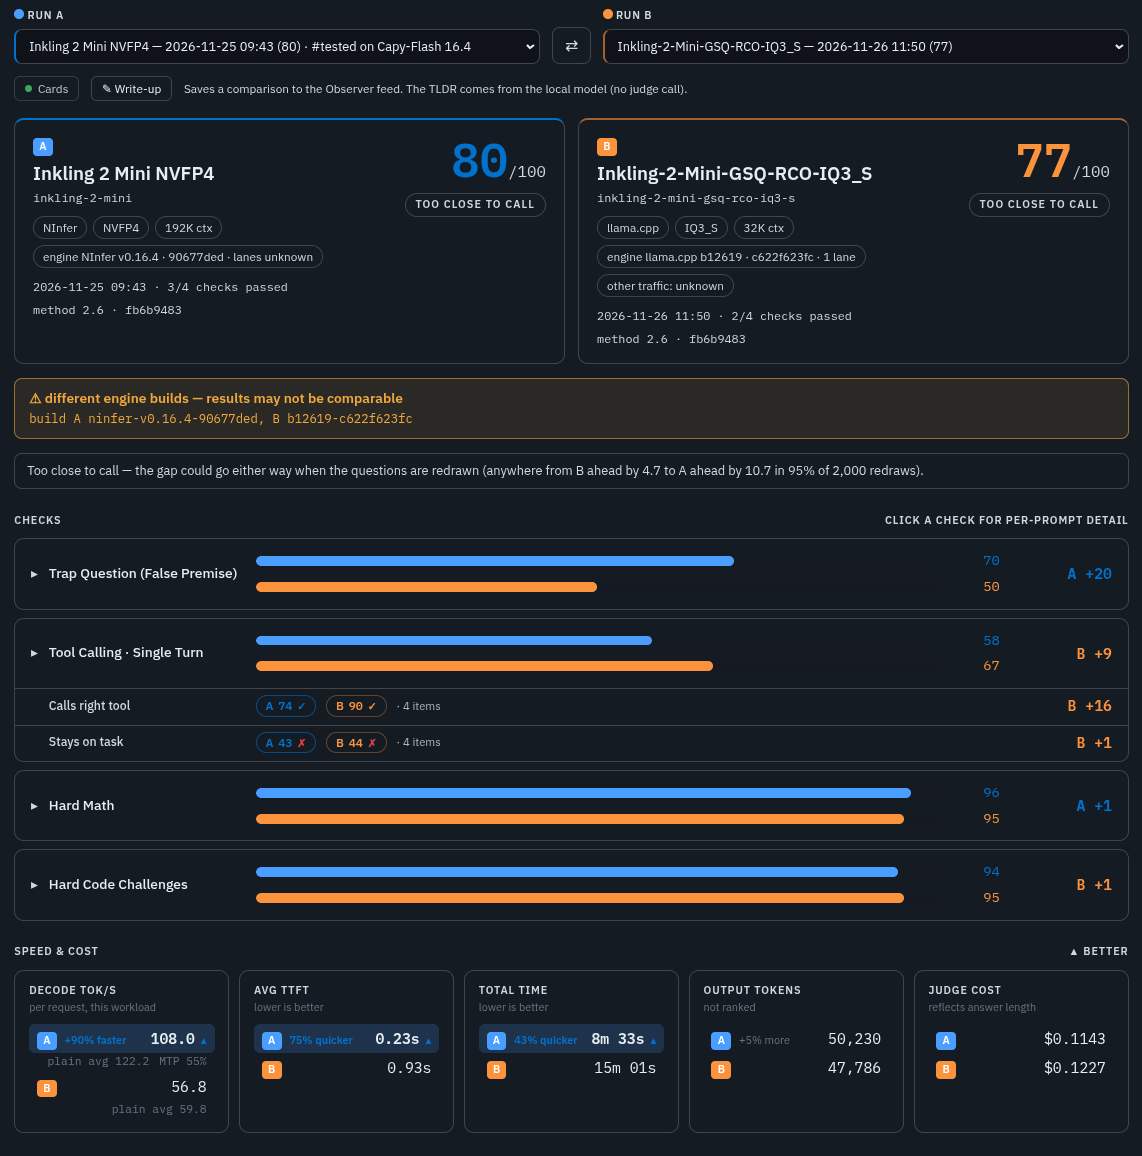 RUN A
Inkling 2 Mini NVFP4 — 2026-11-25 09:43 (80) · #tested on Capy-Flash 16.4
⇄
RUN B
Inkling-2-Mini-GSQ-RCO-IQ3_S — 2026-11-26 11:50 (77)
Cards
✎ Write-up
Saves a comparison to the Observer feed. The TLDR comes from the local model (no judge call).
A
80/100
Inkling 2 Mini NVFP4
inkling-2-mini
TOO CLOSE TO CALL
NInfer
NVFP4
192K ctx
engine NInfer v0.16.4 · 90677ded · lanes unknown
2026-11-25 09:43 · 3/4 checks passed
method 2.6 · fb6b9483
B
77/100
Inkling-2-Mini-GSQ-RCO-IQ3_S
inkling-2-mini-gsq-rco-iq3-s
TOO CLOSE TO CALL
llama.cpp
IQ3_S
32K ctx
engine llama.cpp b12619 · c622f623fc · 1 lane
other traffic: unknown
2026-11-26 11:50 · 2/4 checks passed
method 2.6 · fb6b9483
⚠ different engine builds — results may not be comparable
build A ninfer-v0.16.4-90677ded, B b12619-c622f623fc
Too close to call — the gap could go either way when the questions are redrawn (anywhere from B ahead by 4.7 to A ahead by 10.7 in 95% of 2,000 redraws).
CHECKS
CLICK A CHECK FOR PER-PROMPT DETAIL
▸ Trap Question (False Premise)
70
50
A +20
▸ Tool Calling · Single Turn
58
67
B +9
Calls right tool A 74 ✓ B 90 ✓ · 4 items B +16
Stays on task A 43 ✗ B 44 ✗ · 4 items B +1
▸ Hard Math
96
95
A +1
▸ Hard Code Challenges
94
95
B +1
SPEED & COST
▲ BETTER
DECODE TOK/S
per request, this workload
A +90% faster 108.0 ▲
plain avg 122.2 MTP 55%
B 56.8
plain avg 59.8
AVG TTFT
lower is better
A 75% quicker 0.23s ▲
B 0.93s
TOTAL TIME
lower is better
A 43% quicker 8m 33s ▲
B 15m 01s
OUTPUT TOKENS
not ranked
A +5% more 50,230
B 47,786
JUDGE COST
reflects answer length
A $0.1143
B $0.1227